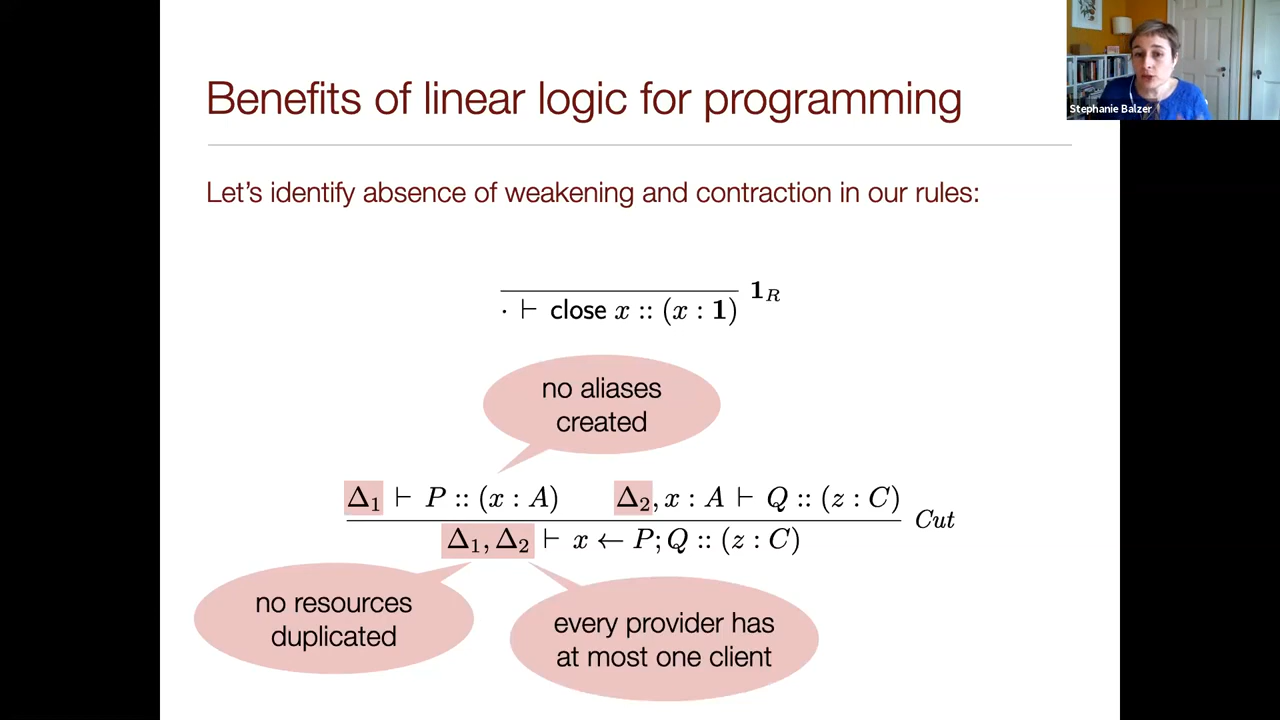 Benefits of linear logic for programming
Stephanie Balzer
Let's identify absence of weakening and contraction in our rules:
· ⊢ close x :: (x : 1) 1R
no aliases
created
Δ1 ⊢ P :: (x : A) Δ2, x : A ⊢ Q :: (z : C)
Δ1, Δ2 ⊢ x ← P; Q :: (z : C) Cut
no resources
duplicated
every provider has
at most one client